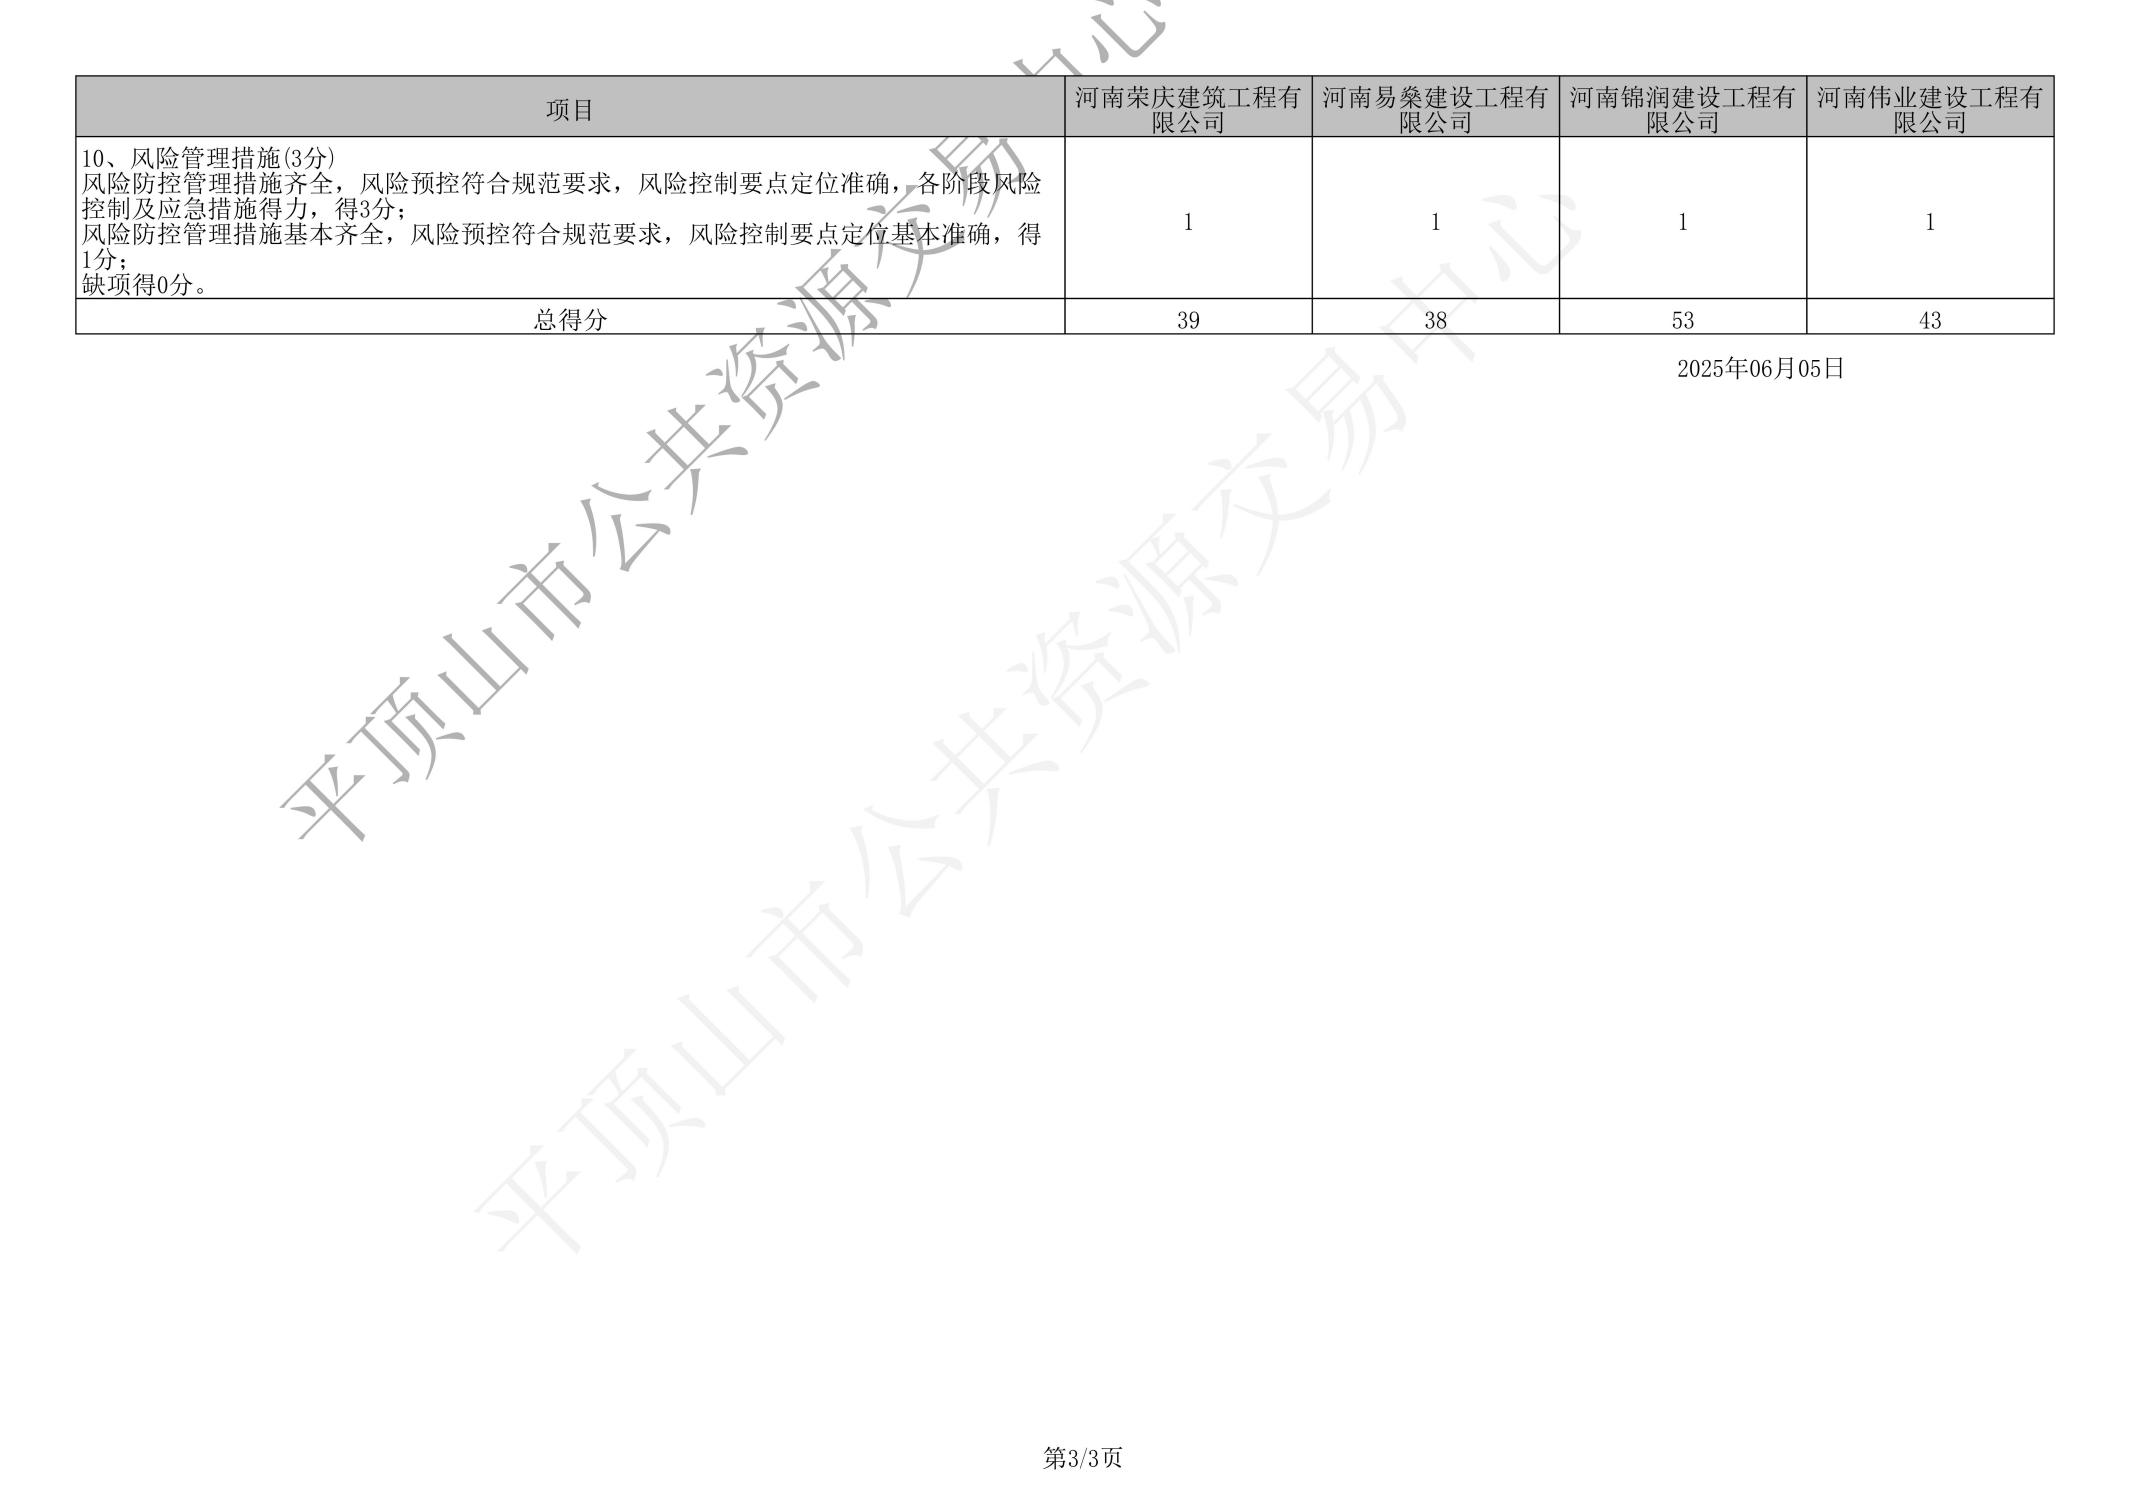 项目
河南荣庆建筑工程有
限公司
河南易燊建设工程有
限公司
河南锦润建设工程有
限公司
河南伟业建设工程有
限公司
10、风险管理措施(3分)
风险防控管理措施齐全，风险预控符合规范要求，风险控制要点定位准确，各阶段风险
控制及应急措施得力，得3分；
风险防控管理措施基本齐全，风险预控符合规范要求，风险控制要点定位基本准确，得
1分；
缺项得0分。
1
1
1
1
总得分
39
38
53
43
2025年06月05日
平顶山市公共资源交易中心
平顶山市公共资源交易中心
第3/3页